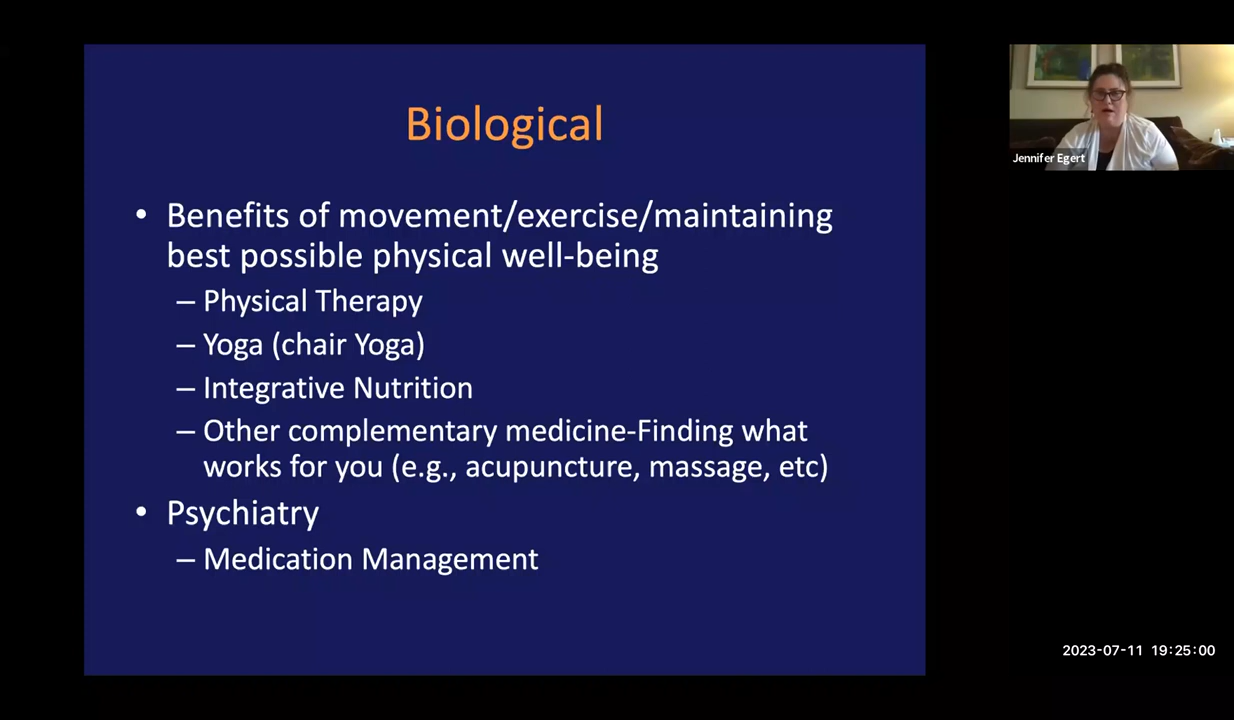 Biological
• Benefits of movement/exercise/maintaining
best possible physical well-being
– Physical Therapy
– Yoga (chair Yoga)
– Integrative Nutrition
– Other complementary medicine-Finding what
works for you (e.g., acupuncture, massage, etc)
• Psychiatry
– Medication Management
Jennifer Egert
2023-07-11 19:25:00